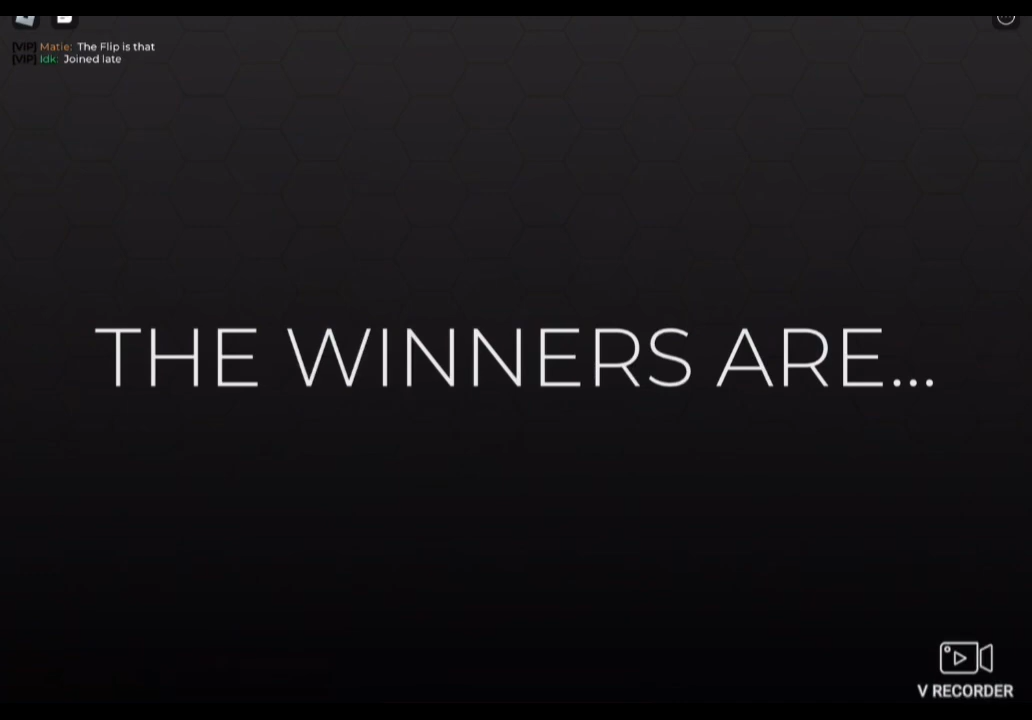 [VIP] Matie: The Flip is that
[VIP] Idk: Joined late
THE WINNERS ARE...
V RECORDER